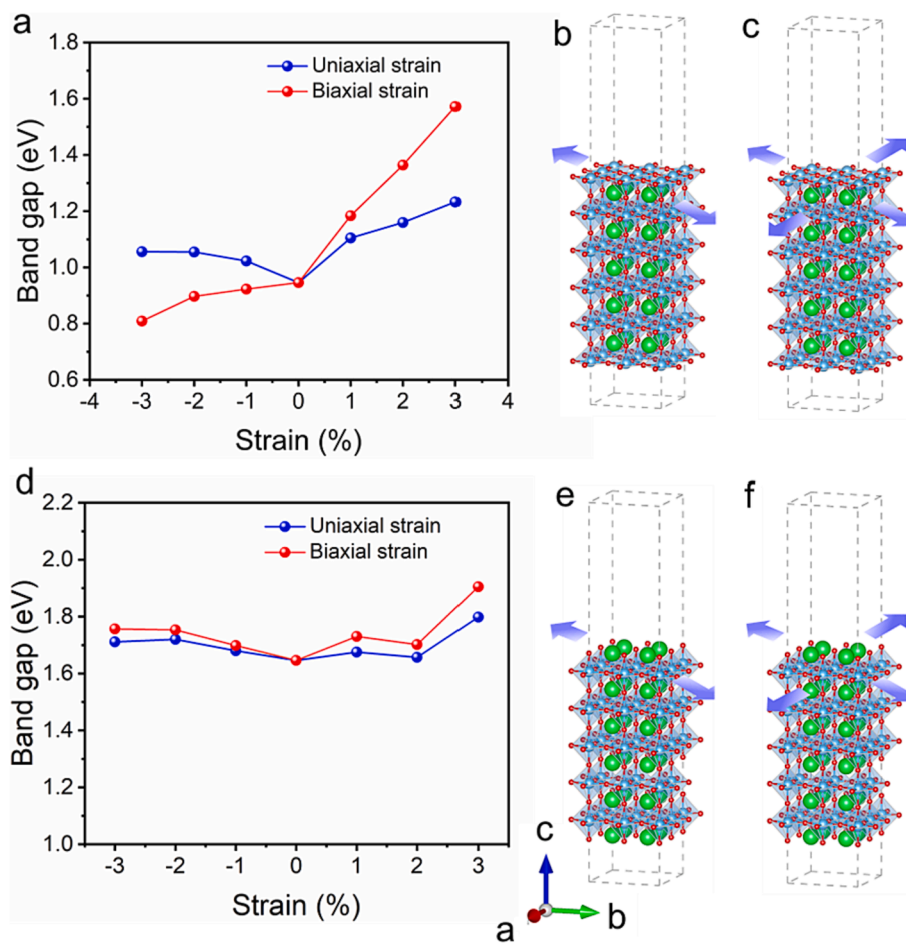 a
1.8
1.6
1.4
1.2
1.0
0.8
0.6
Band gap (eV)
Uniaxial strain
Biaxial strain
-4 -3 -2 -1 0 1 2 3 4
Strain (%)
b
c
d
2.2
2.0
1.8
1.6
1.4
1.2
1.0
Band gap (eV)
Uniaxial strain
Biaxial strain
-3 -2 -1 0 1 2 3
Strain (%)
e
f
c
a
b